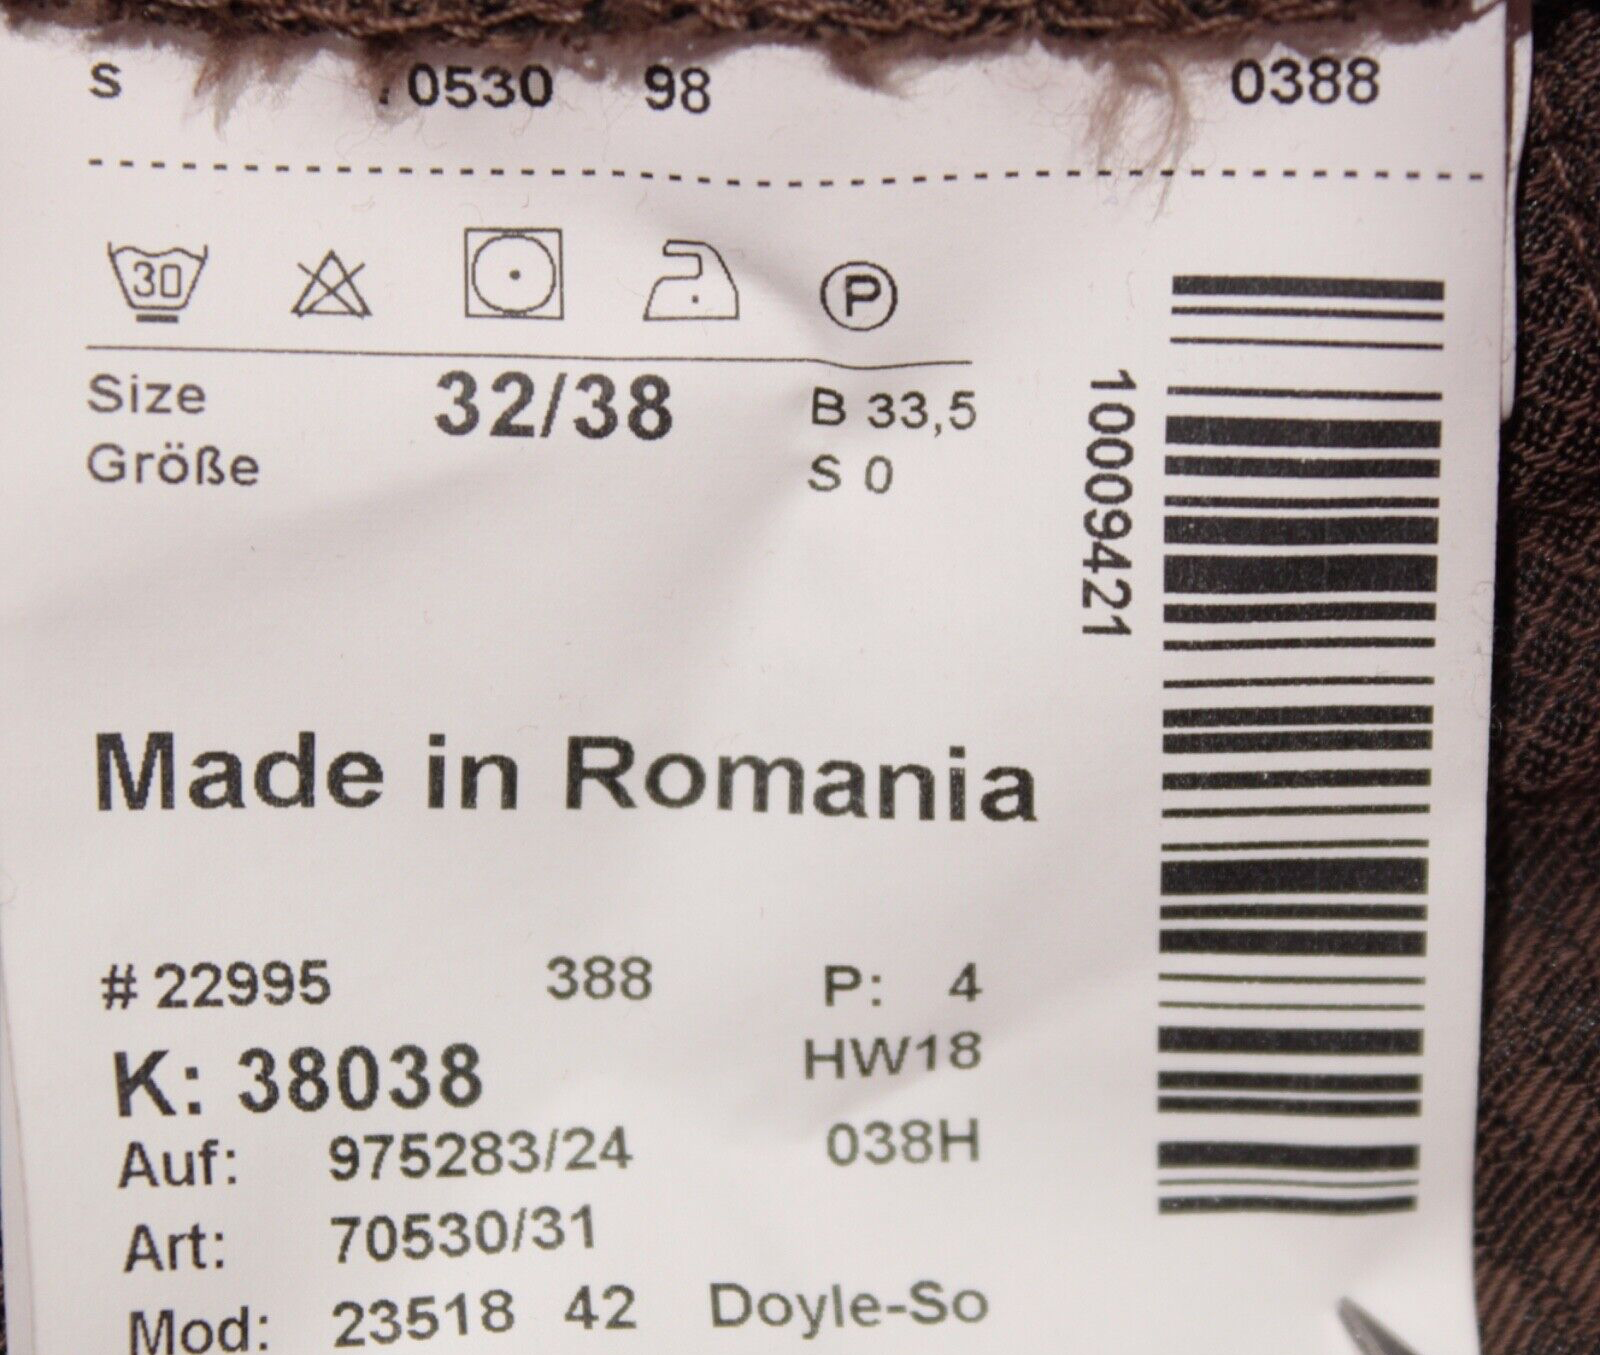 S 0530 98 0388
30 P
Size 32/38 B 33,5
Größe S 0
10009421
Made in Romania
# 22995 388 P: 4
K: 38038 HW18
Auf: 975283/24 038H
Art: 70530/31
Mod: 23518 42 Doyle-So